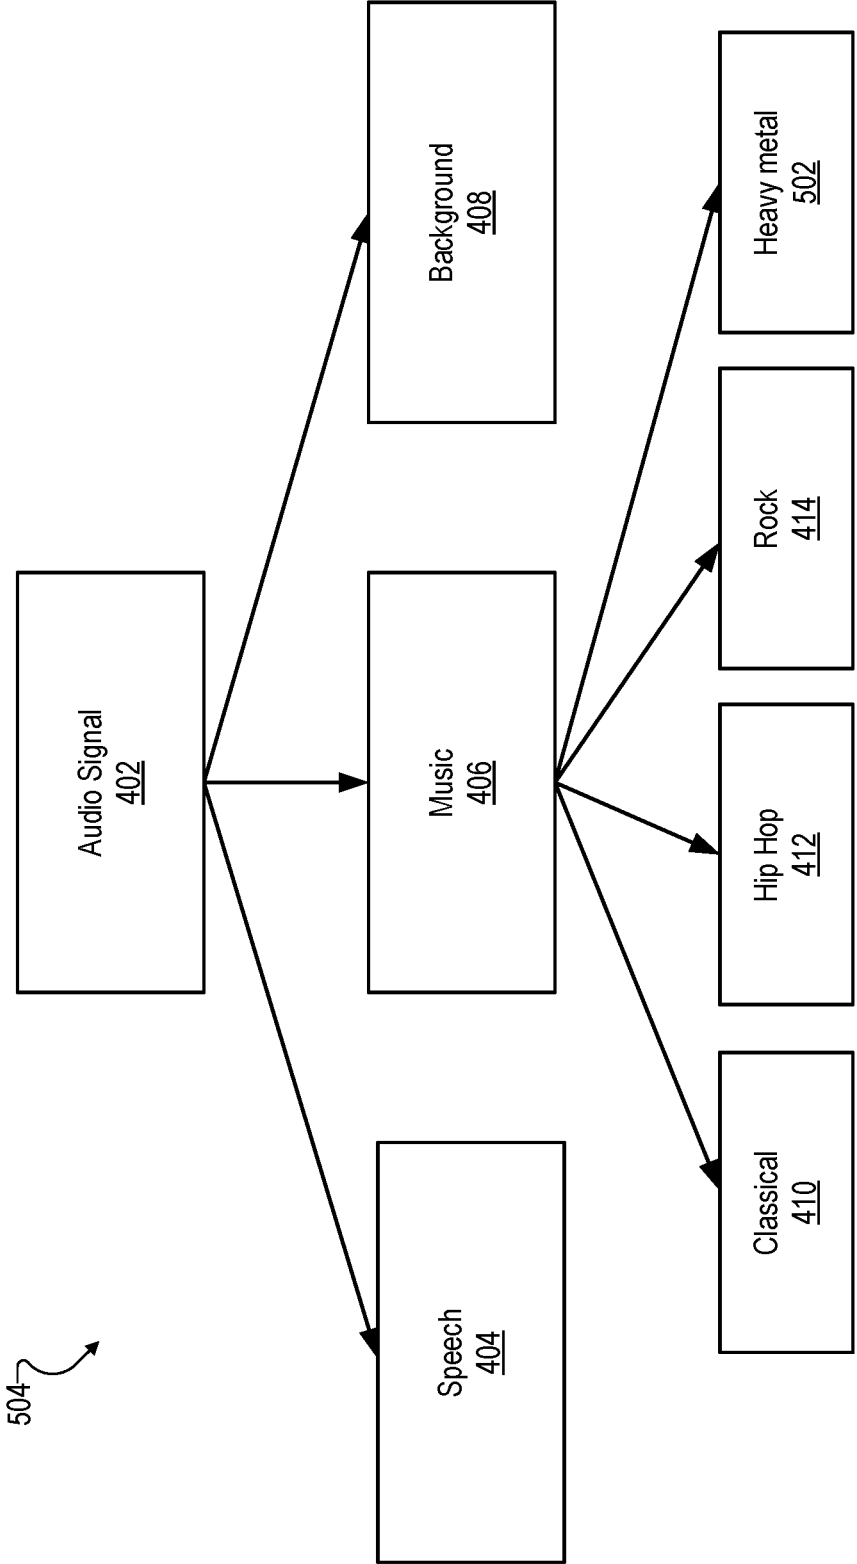 504
Audio Signal
402
Speech
404
Music
406
Background
408
Classical
410
Hip Hop
412
Rock
414
Heavy metal
502